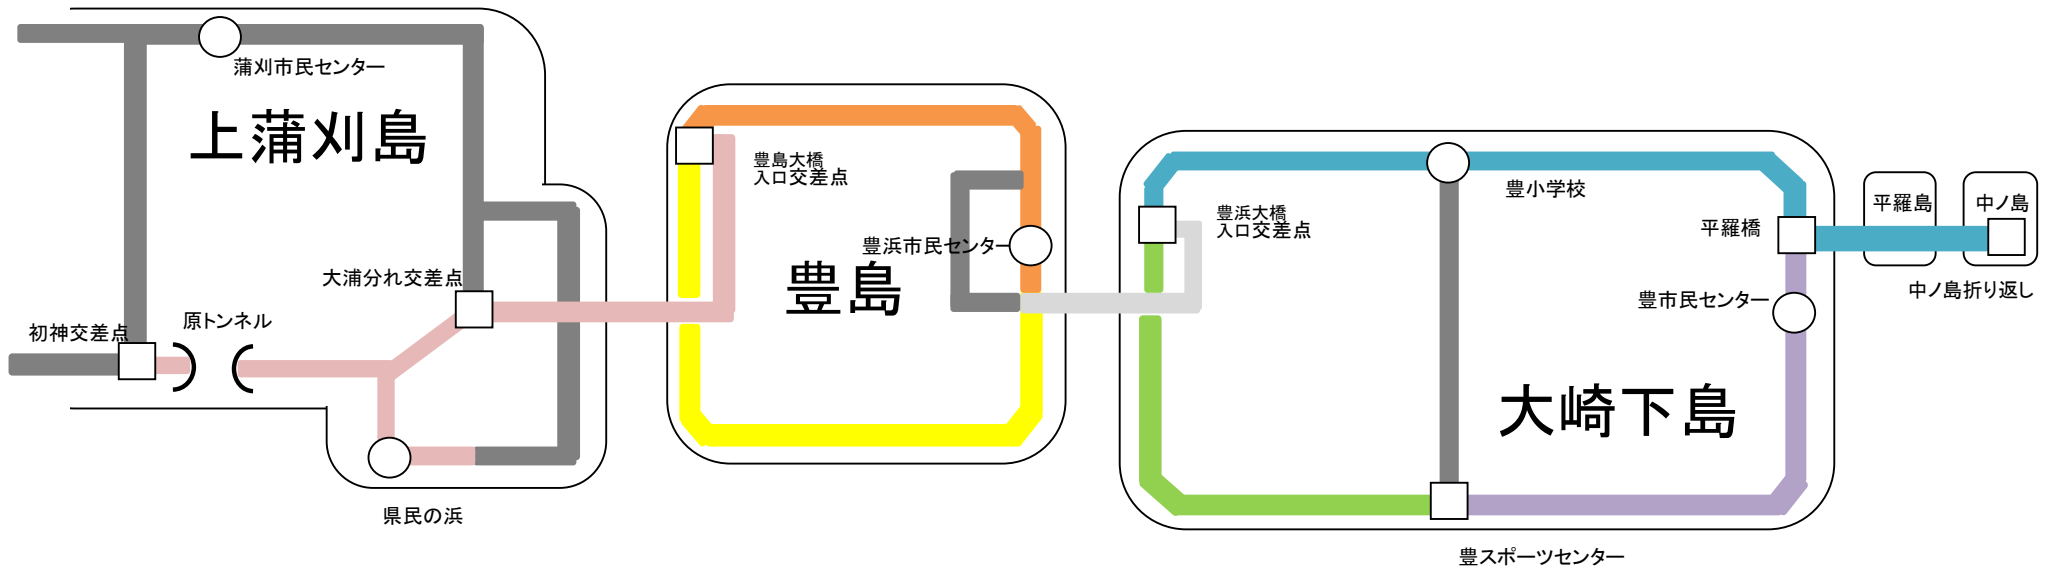 蒲刈市民センター
上蒲刈島
大浦分れ交差点
原トンネル
初神交差点
県民の浜
豊島大橋
入口交差点
豊浜市民センター
豊島
豊浜大橋
入口交差点
豊小学校
平羅橋
豊市民センター
大崎下島
豊スポーツセンター
平羅島
中ノ島
中ノ島折り返し